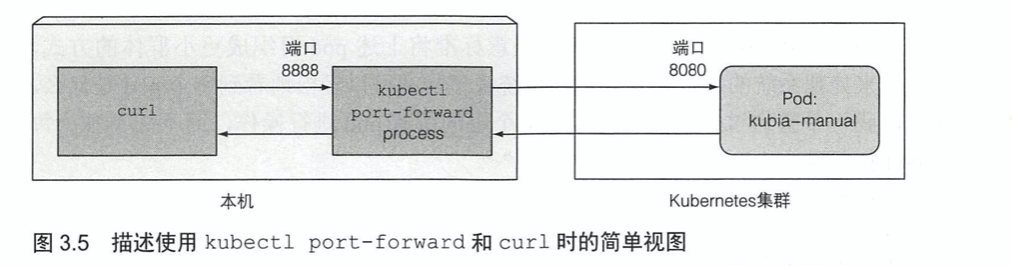 端口
8888
端口
8080
curl
kubectl
port-forward
process
Pod:
kubia-manual
本机
Kubernetes集群
图 3.5 描述使用 kubectl port-forward 和 curl 时的简单视图